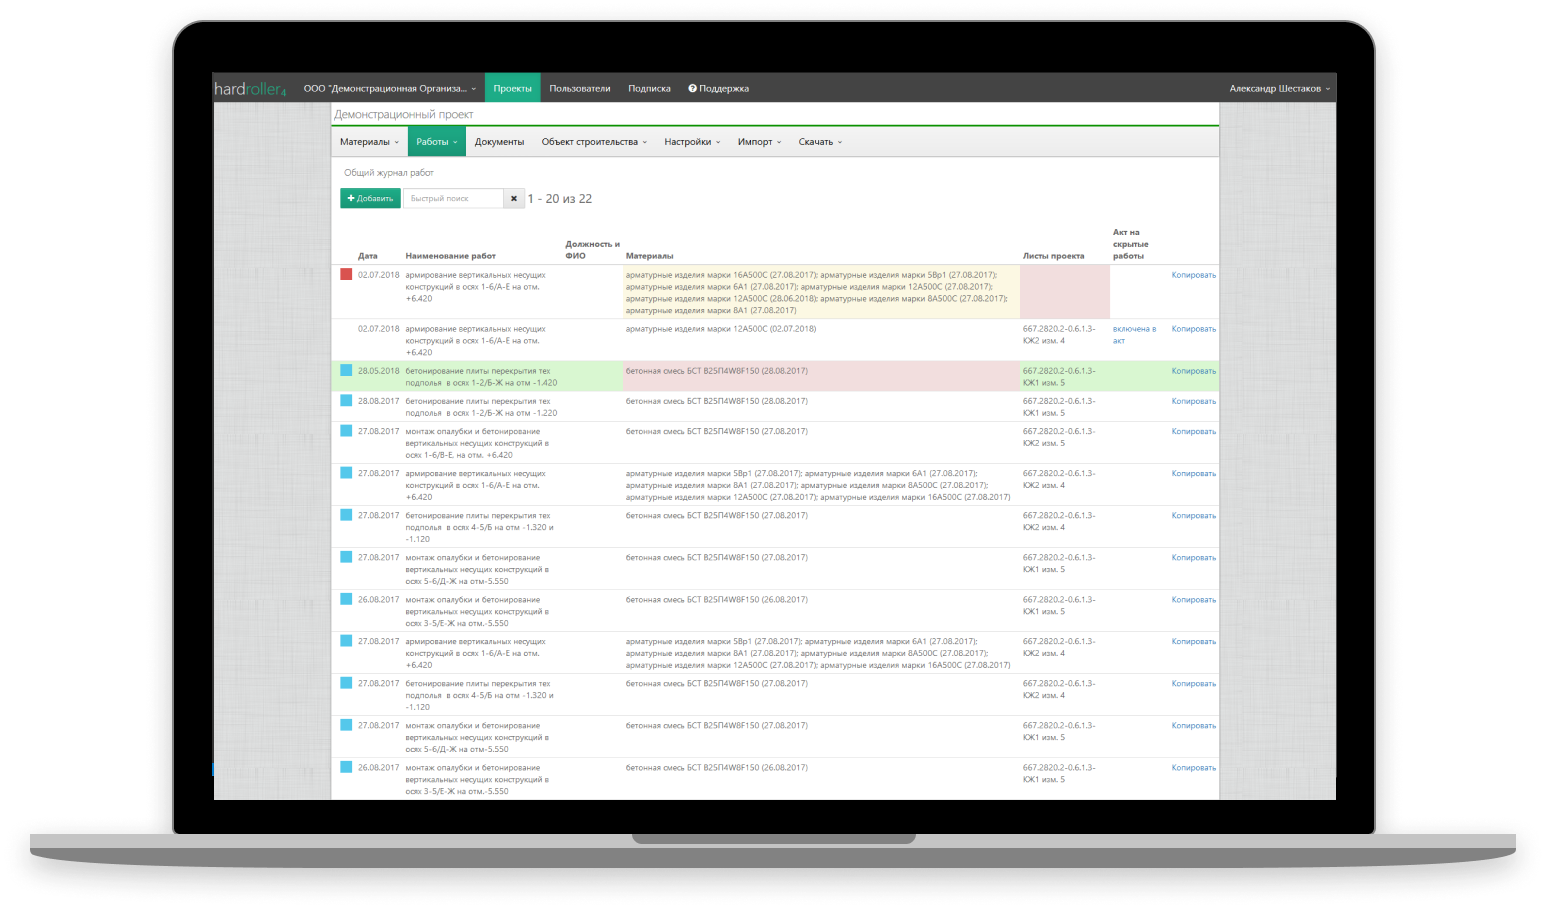 hardroller4 ООО "Демонстрационная Организа... Проекты Пользователи Подписка Поддержка Александр Шестаков
Демонстрационный проект
Материалы Работы Документы Объект строительства Настройки Импорт Скачать
Общий журнал работ
Добавить Быстрый поиск 1 - 20 из 22
Дата Наименование работ Должность и ФИО Материалы Листы проекта Акт на скрытые работы
02.07.2018 армирование вертикальных несущих арматурные изделия марки 16А500С (27.08.2017); арматурные изделия марки 5Вр1 (27.08.2017); Копировать
конструкций в осях 1-6/А-Е на отм. арматурные изделия марки 6А1 (27.08.2017); арматурные изделия марки 12А500С (27.08.2017);
+6.420 арматурные изделия марки 12А500С (28.06.2018); арматурные изделия марки 8А500С (27.08.2017);
арматурные изделия марки 8А1 (27.08.2017)
02.07.2018 армирование вертикальных несущих арматурные изделия марки 12А500С (02.07.2018) 667.2820.2-0.6.1.3- включена в Копировать
конструкций в осях 1-6/А-Е на отм. КЖ2 изм. 4 акт
+6.420
28.05.2018 бетонирование плиты перекрытия тех бетонная смесь БСТ В25П4W8F150 (28.08.2017) 667.2820.2-0.6.1.3- Копировать
подполья в осях 1-2/Б-Ж на отм -1.420 КЖ1 изм. 5
28.08.2017 бетонирование плиты перекрытия тех бетонная смесь БСТ В25П4W8F150 (28.08.2017) 667.2820.2-0.6.1.3- Копировать
подполья в осях 1-2/Б-Ж на отм -1.220 КЖ1 изм. 5
27.08.2017 монтаж опалубки и бетонирование бетонная смесь БСТ В25П4W8F150 (27.08.2017) 667.2820.2-0.6.1.3- Копировать
вертикальных несущих конструкций в КЖ2 изм. 5
осях 1-6/В-Е. на отм. +6.420
27.08.2017 армирование вертикальных несущих арматурные изделия марки 5Вр1 (27.08.2017); арматурные изделия марки 6А1 (27.08.2017); 667.2820.2-0.6.1.3- Копировать
конструкций в осях 1-6/А-Е на отм. арматурные изделия марки 8А1 (27.08.2017); арматурные изделия марки 8А500С (27.08.2017); КЖ2 изм. 4
+6.420 арматурные изделия марки 12А500С (27.08.2017); арматурные изделия марки 16А500С (27.08.2017)
27.08.2017 бетонирование плиты перекрытия тех бетонная смесь БСТ В25П4W8F150 (27.08.2017) 667.2820.2-0.6.1.3- Копировать
подполья в осях 4-5/Б на отм -1.320 и КЖ2 изм. 4
-1.120
27.08.2017 монтаж опалубки и бетонирование бетонная смесь БСТ В25П4W8F150 (27.08.2017) 667.2820.2-0.6.1.3- Копировать
вертикальных несущих конструкций в КЖ1 изм. 5
осях 5-6/Д-Ж на отм-5.550
26.08.2017 монтаж опалубки и бетонирование бетонная смесь БСТ В25П4W8F150 (26.08.2017) 667.2820.2-0.6.1.3- Копировать
вертикальных несущих конструкций в КЖ1 изм. 5
осях 3-5/Е-Ж на отм.-5.550
27.08.2017 армирование вертикальных несущих арматурные изделия марки 5Вр1 (27.08.2017); арматурные изделия марки 6А1 (27.08.2017); 667.2820.2-0.6.1.3- Копировать
конструкций в осях 1-6/А-Е на отм. арматурные изделия марки 8А1 (27.08.2017); арматурные изделия марки 8А500С (27.08.2017); КЖ2 изм. 4
+6.420 арматурные изделия марки 12А500С (27.08.2017); арматурные изделия марки 16А500С (27.08.2017)
27.08.2017 бетонирование плиты перекрытия тех бетонная смесь БСТ В25П4W8F150 (27.08.2017) 667.2820.2-0.6.1.3- Копировать
подполья в осях 4-5/Б на отм -1.320 и КЖ2 изм. 4
-1.120
27.08.2017 монтаж опалубки и бетонирование бетонная смесь БСТ В25П4W8F150 (27.08.2017) 667.2820.2-0.6.1.3- Копировать
вертикальных несущих конструкций в КЖ1 изм. 5
осях 5-6/Д-Ж на отм-5.550
26.08.2017 монтаж опалубки и бетонирование бетонная смесь БСТ В25П4W8F150 (26.08.2017) 667.2820.2-0.6.1.3- Копировать
вертикальных несущих конструкций в КЖ1 изм. 5
осях 3-5/Е-Ж на отм.-5.550